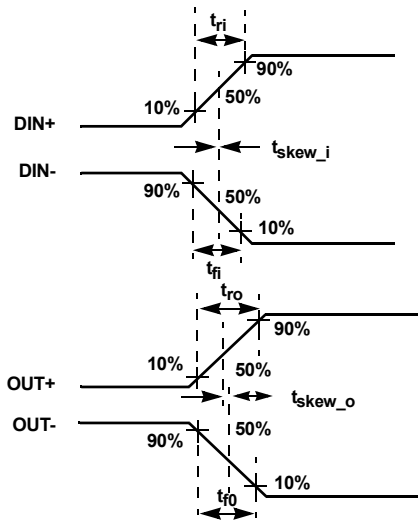 tri
90%
50%
10%
DIN+
tskew_i
DIN-
90%
50%
10%
tfi
tro
90%
10%
50%
OUT+
tskew_o
OUT-
90%
50%
10%
tf0